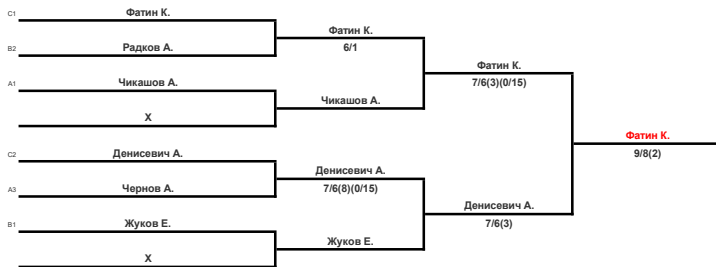 C1 Фатин К.
Фатин К.
B2 Радков А.
6/1
Фатин К.
A1 Чикашов А.
7/6(3)(0/15)
Чикашов А.
X
Фатин К.
C2 Денисевич А.
9/8(2)
Денисевич А.
A3 Чернов А.
7/6(8)(0/15)
Денисевич А.
B1 Жуков Е.
7/6(3)
Жуков Е.
X